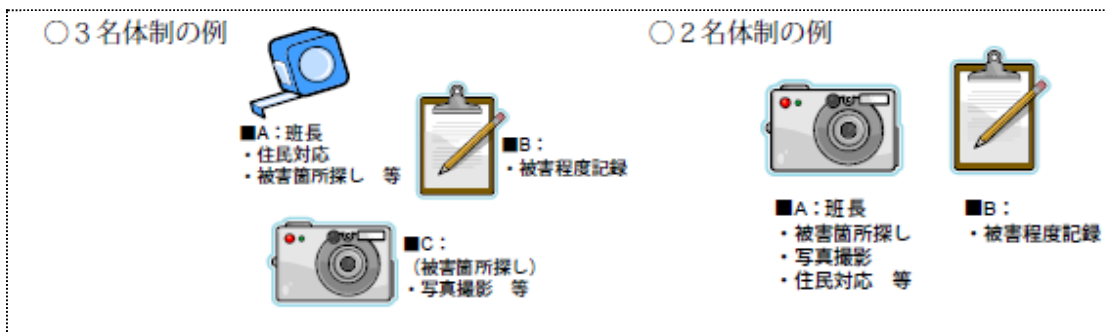 ○3名体制の例
■A：班長
・住民対応
・被害箇所探し　等
■B：
・被害程度記録
■C：
（被害箇所探し）
・写真撮影　等
○2名体制の例
■A：班長
・被害箇所探し
・写真撮影
・住民対応　等
■B：
・被害程度記録